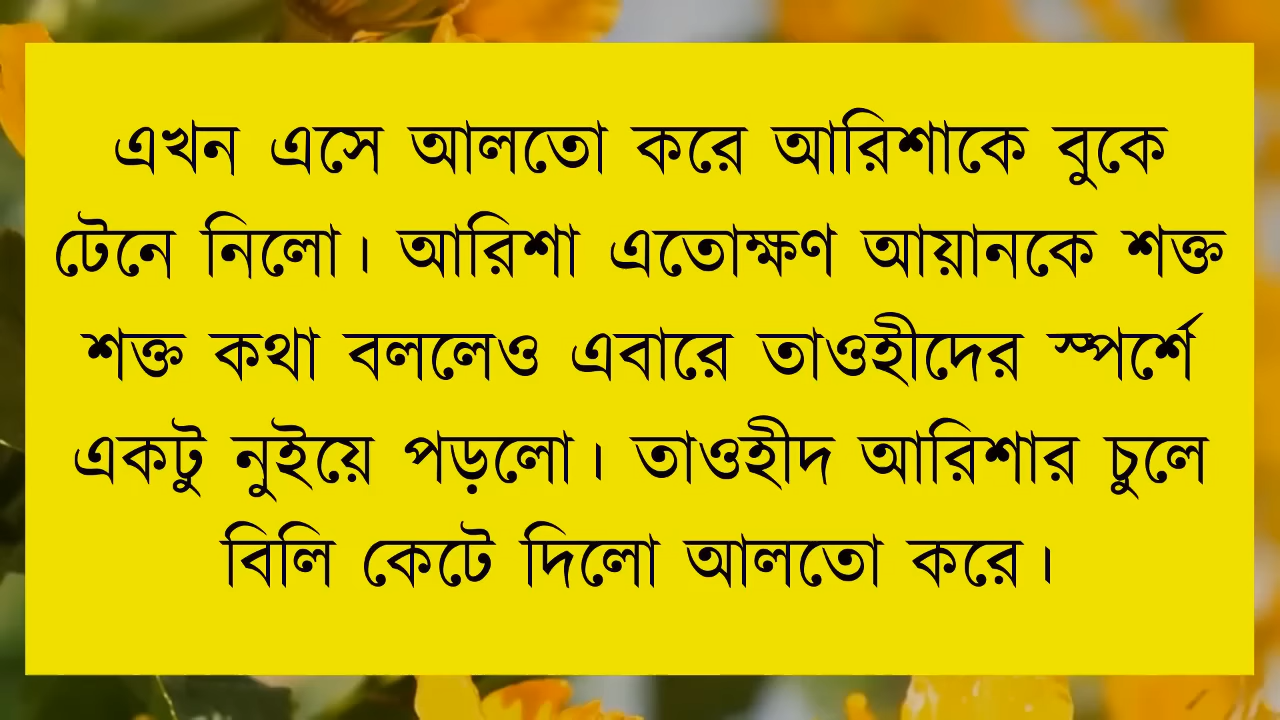 এখন এসে আলতো করে আরিশাকে বুকে
টেনে নিলো। আরিশা এতোক্ষণ আয়ানকে শক্ত
শক্ত কথা বললেও এবারে তাওহীদের স্পর্শে
একটু নুইয়ে পড়লো। তাওহীদ আরিশার চুলে
বিলি কেটে দিলো আলতো করে।